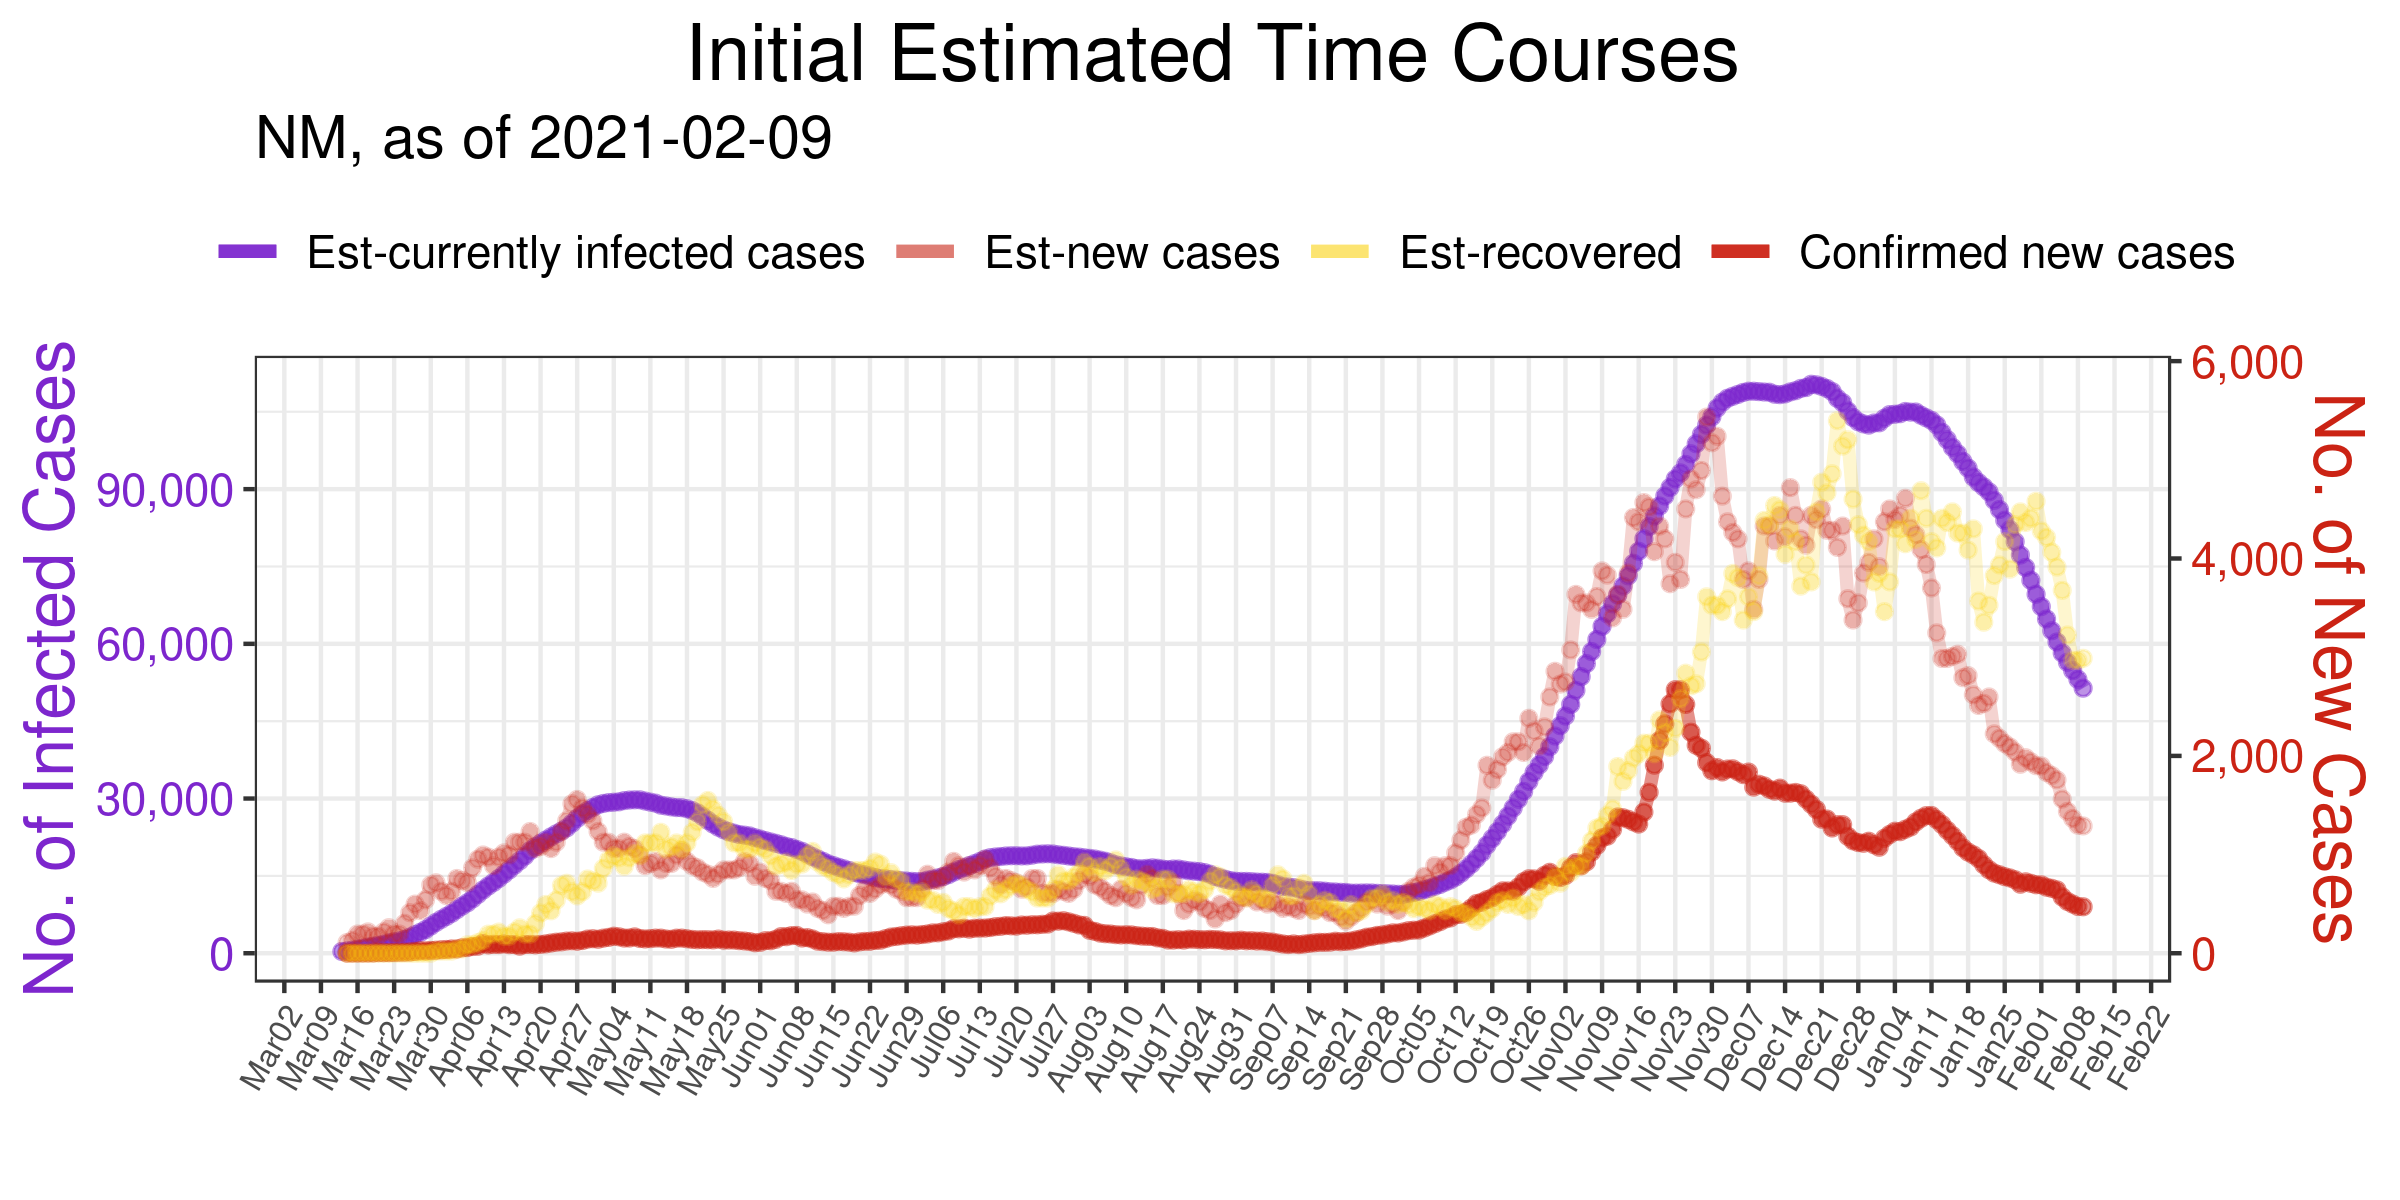 Initial Estimated Time Courses
NM, as of 2021-02-09
Est-currently infected cases
Est-new cases
Est-recovered
Confirmed new cases
No. of Infected Cases
90,000
60,000
30,000
0
6,000
4,000
2,000
0
No. of New Cases
Mar02
Mar09
Mar16
Mar23
Mar30
Apr06
Apr13
Apr20
Apr27
May04
May11
May18
May25
Jun01
Jun08
Jun15
Jun22
Jun29
Jul06
Jul13
Jul20
Jul27
Aug03
Aug10
Aug17
Aug24
Aug31
Sep07
Sep14
Sep21
Sep28
Oct05
Oct12
Oct19
Oct26
Nov02
Nov09
Nov16
Nov23
Nov30
Dec07
Dec14
Dec21
Dec28
Jan04
Jan11
Jan18
Jan25
Feb01
Feb08
Feb15
Feb22